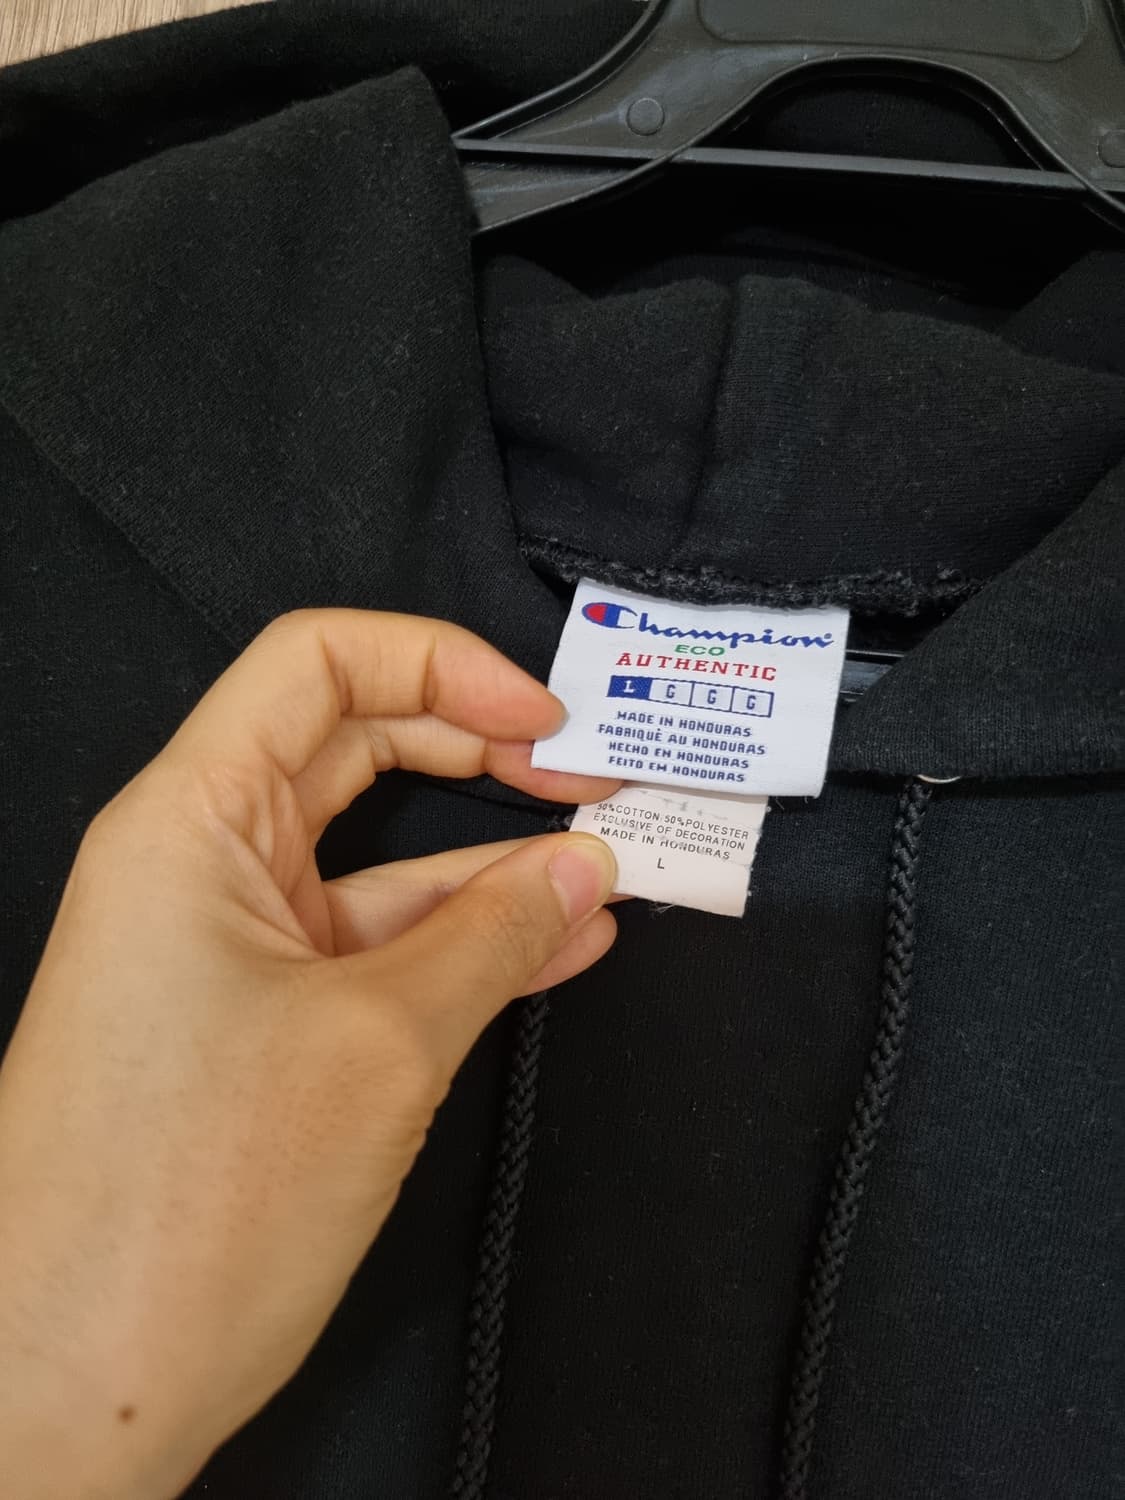 Champion
ECO
AUTHENTIC
L G G G
MADE IN HONDURAS
FABRIQUÉ AU HONDURAS
HECHO EN HONDURAS
FEITO EM HONDURAS
50%COTTON 50%POLYESTER
EXCLUSIVE OF DECORATION
MADE IN HONDURAS
L